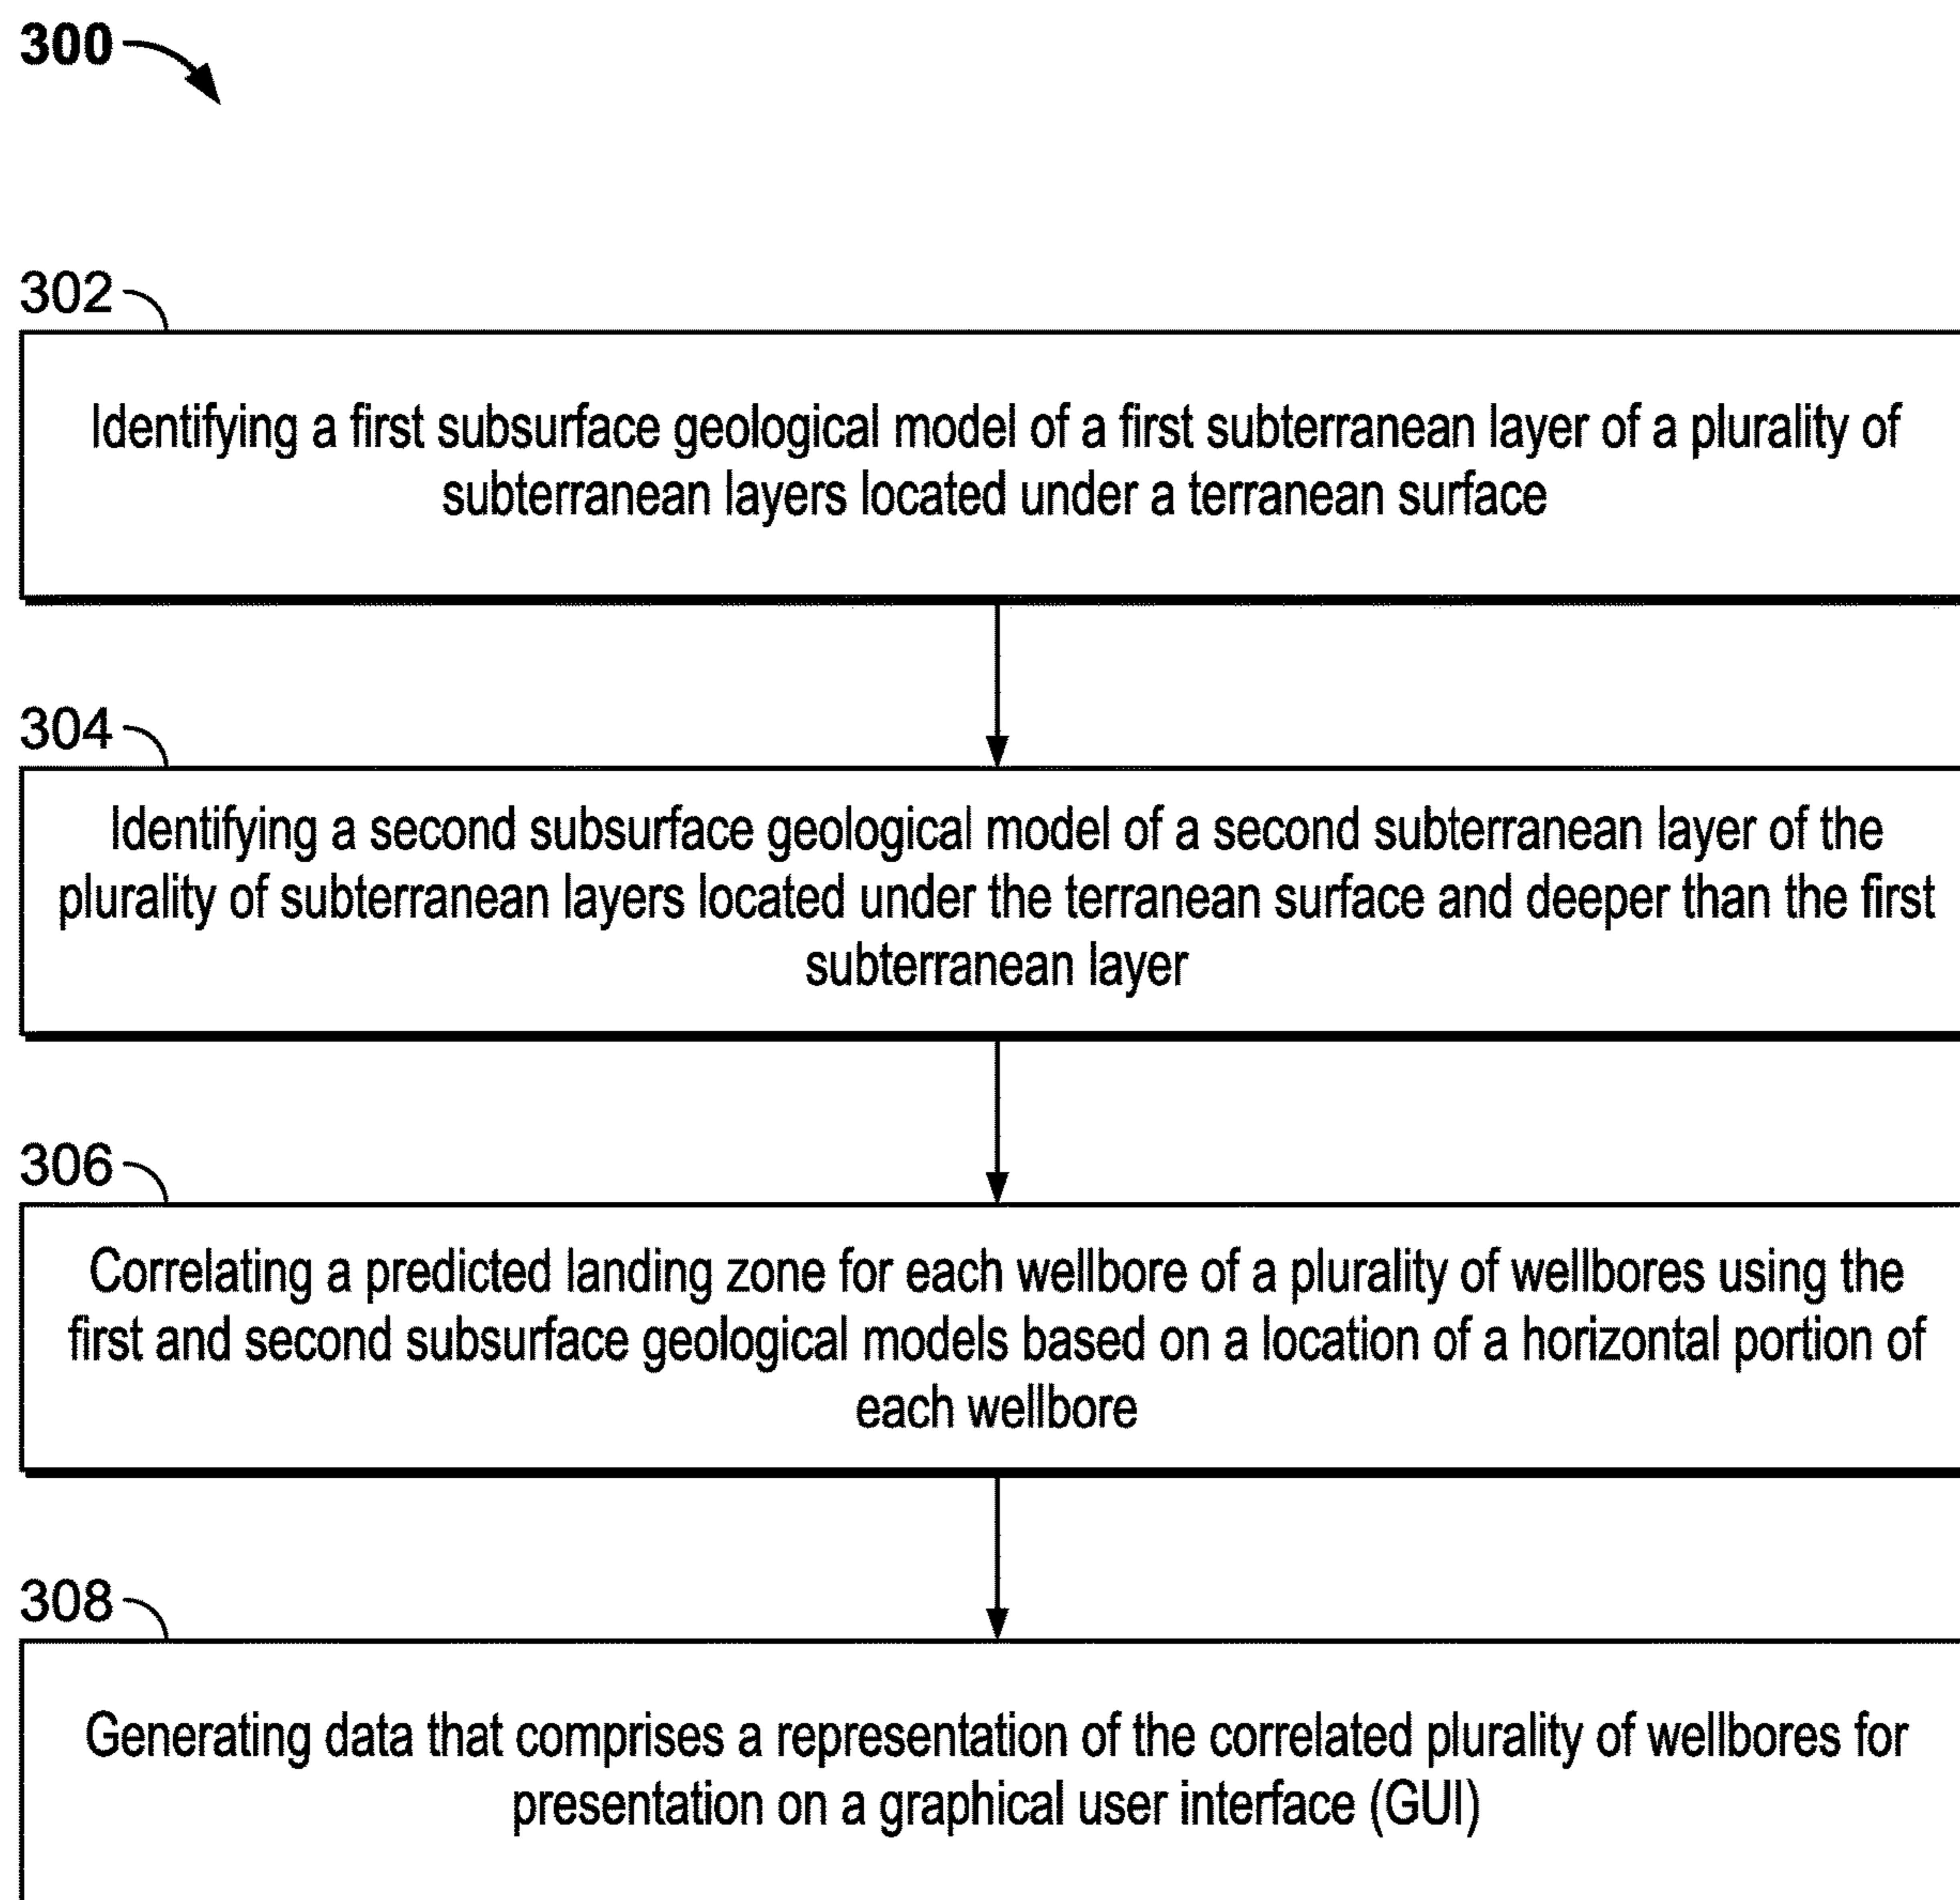 300
302
Identifying a first subsurface geological model of a first subterranean layer of a plurality of
subterranean layers located under a terranean surface
304
Identifying a second subsurface geological model of a second subterranean layer of the
plurality of subterranean layers located under the terranean surface and deeper than the first
subterranean layer
306
Correlating a predicted landing zone for each wellbore of a plurality of wellbores using the
first and second subsurface geological models based on a location of a horizontal portion of
each wellbore
308
Generating data that comprises a representation of the correlated plurality of wellbores for
presentation on a graphical user interface (GUI)